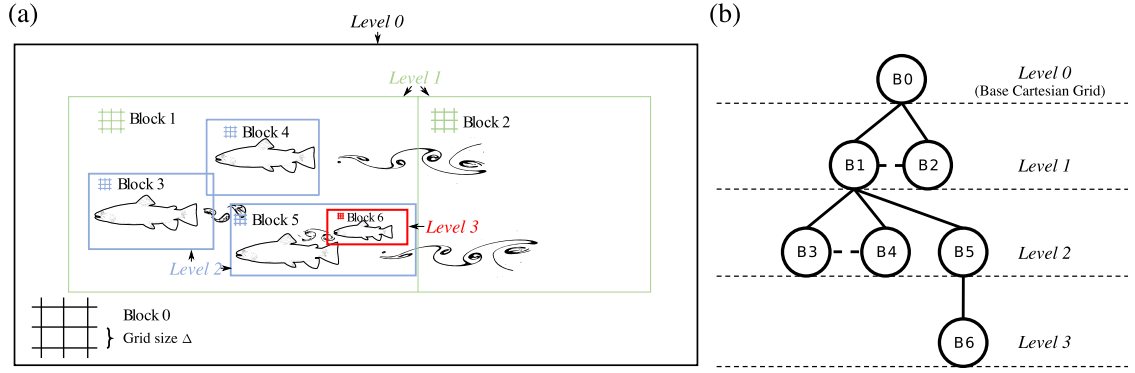 (a)
Level 0
Level 1
Block 1
Block 2
Block 4
Block 3
Block 5
Block 6
Level 3
Level 2
Block 0
Grid size Δ
(b)
B0
Level 0
(Base Cartesian Grid)
B1
B2
Level 1
B3
B4
B5
Level 2
B6
Level 3